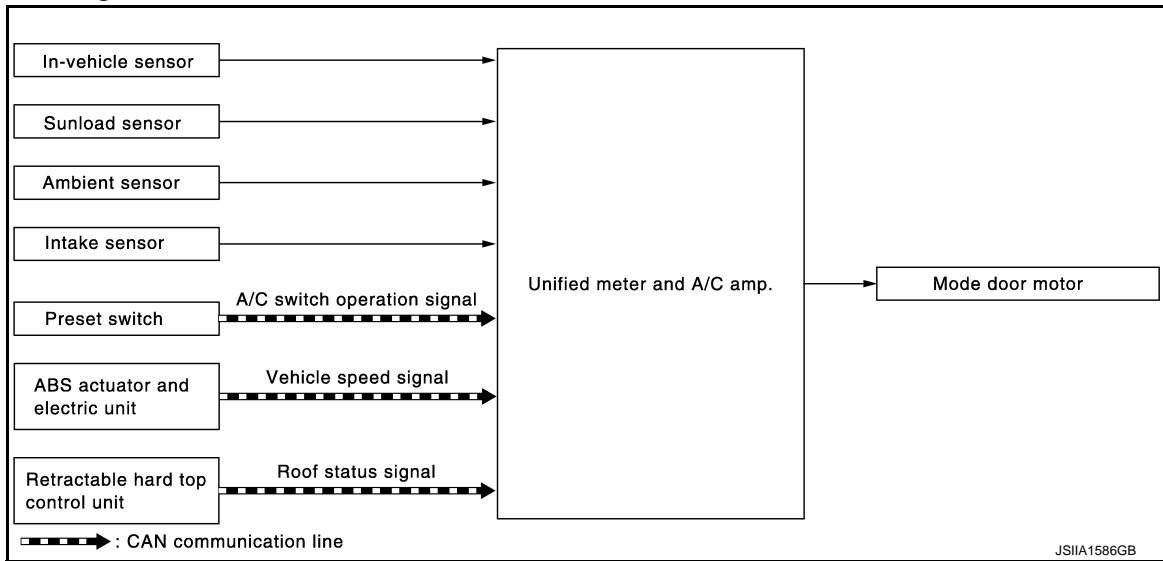 In-vehicle sensor
Sunload sensor
Ambient sensor
Intake sensor
Preset switch
A/C switch operation signal
ABS actuator and
electric unit
Vehicle speed signal
Retractable hard top
control unit
Roof status signal
Unified meter and A/C amp.
Mode door motor
: CAN communication line
JSIIA1586GB